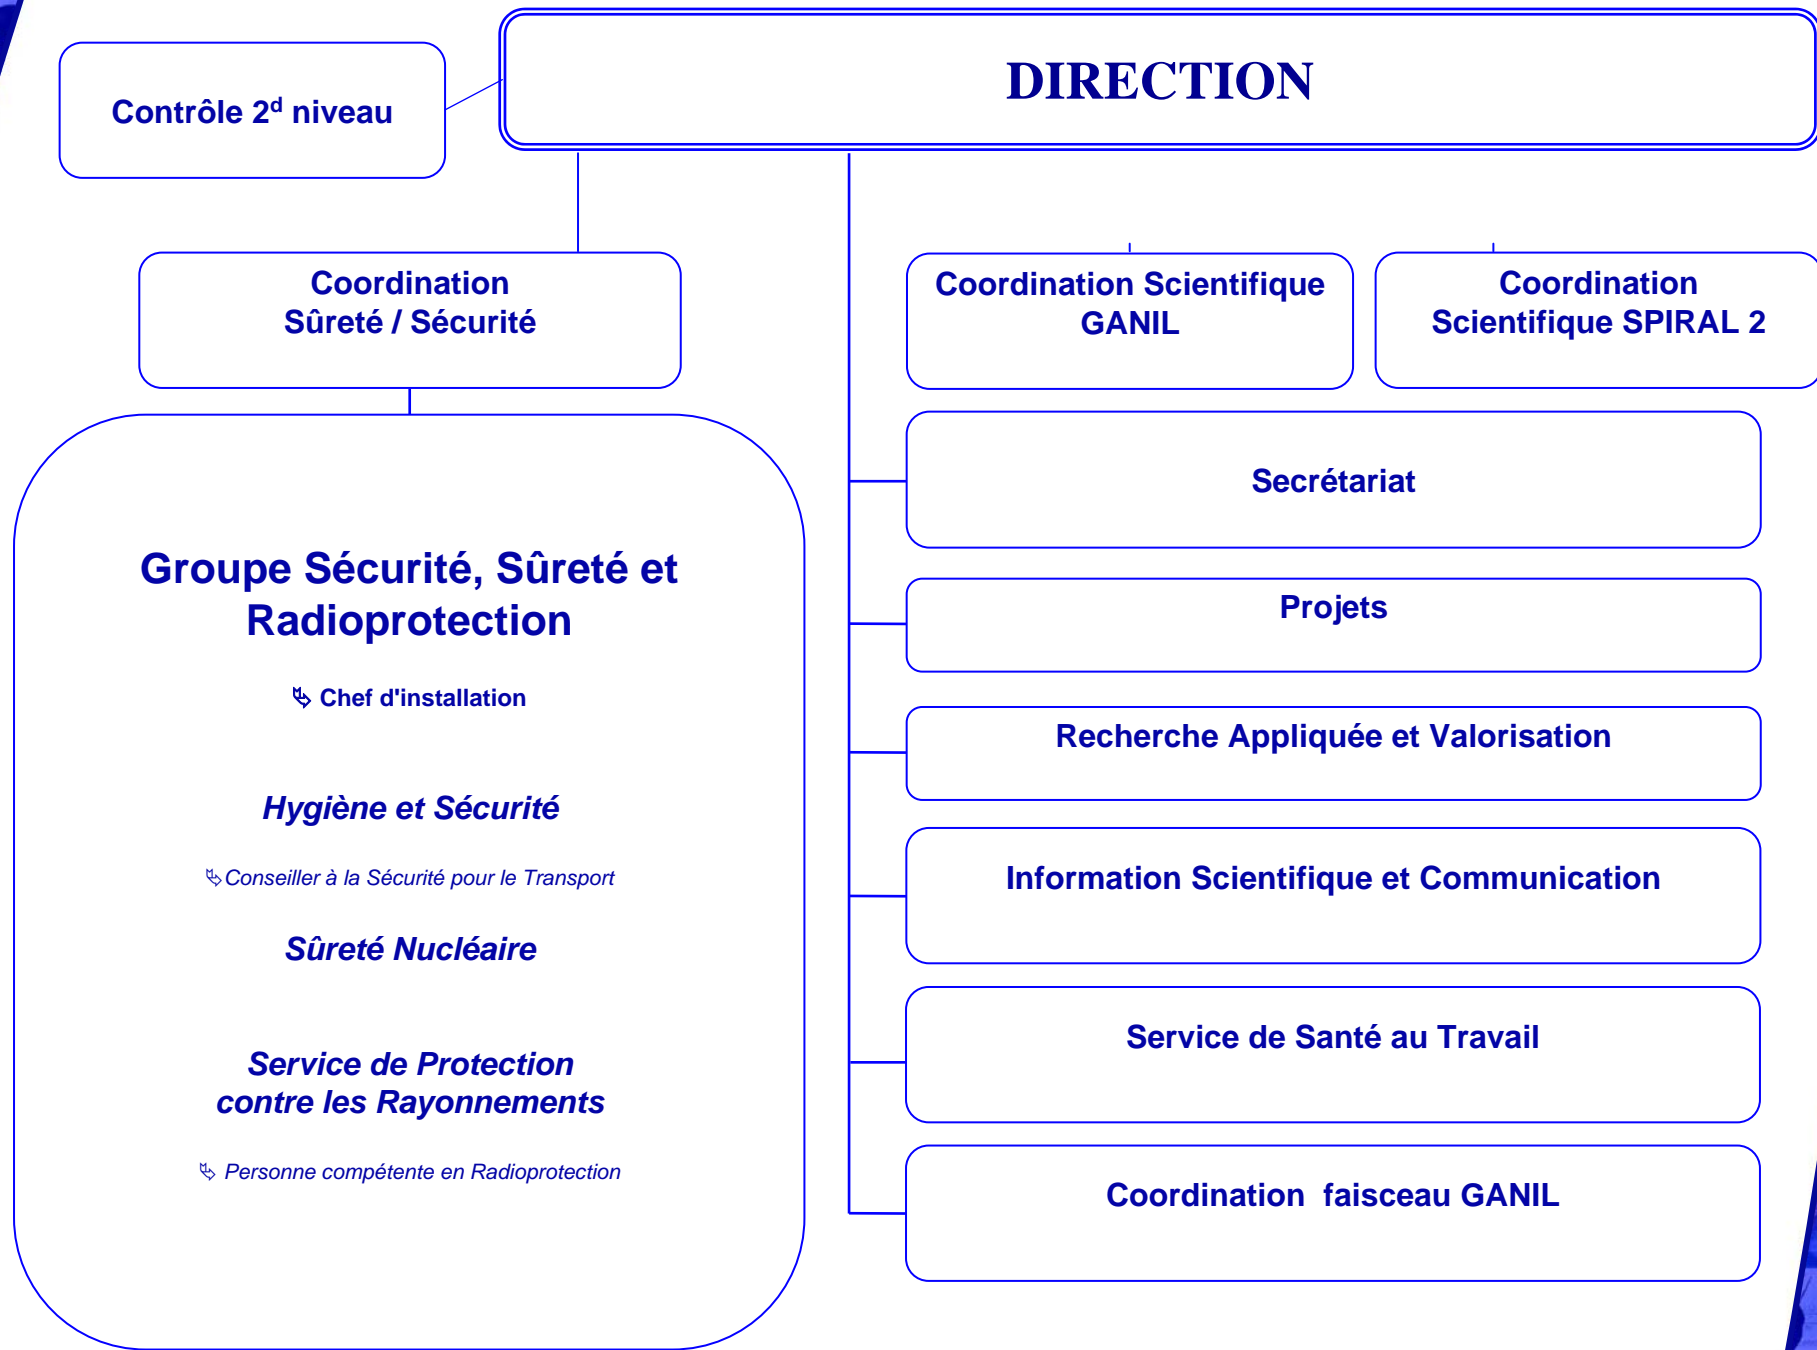 Contrôle 2d niveau
DIRECTION
Coordination
Sûreté / Sécurité
Coordination Scientifique
GANIL
Coordination
Scientifique SPIRAL 2
Groupe Sécurité, Sûreté et
Radioprotection
Chef d'installation
Hygiène et Sécurité
Conseiller à la Sécurité pour le Transport
Sûreté Nucléaire
Service de Protection
contre les Rayonnements
Personne compétente en Radioprotection
Secrétariat
Projets
Recherche Appliquée et Valorisation
Information Scientifique et Communication
Service de Santé au Travail
Coordination faisceau GANIL